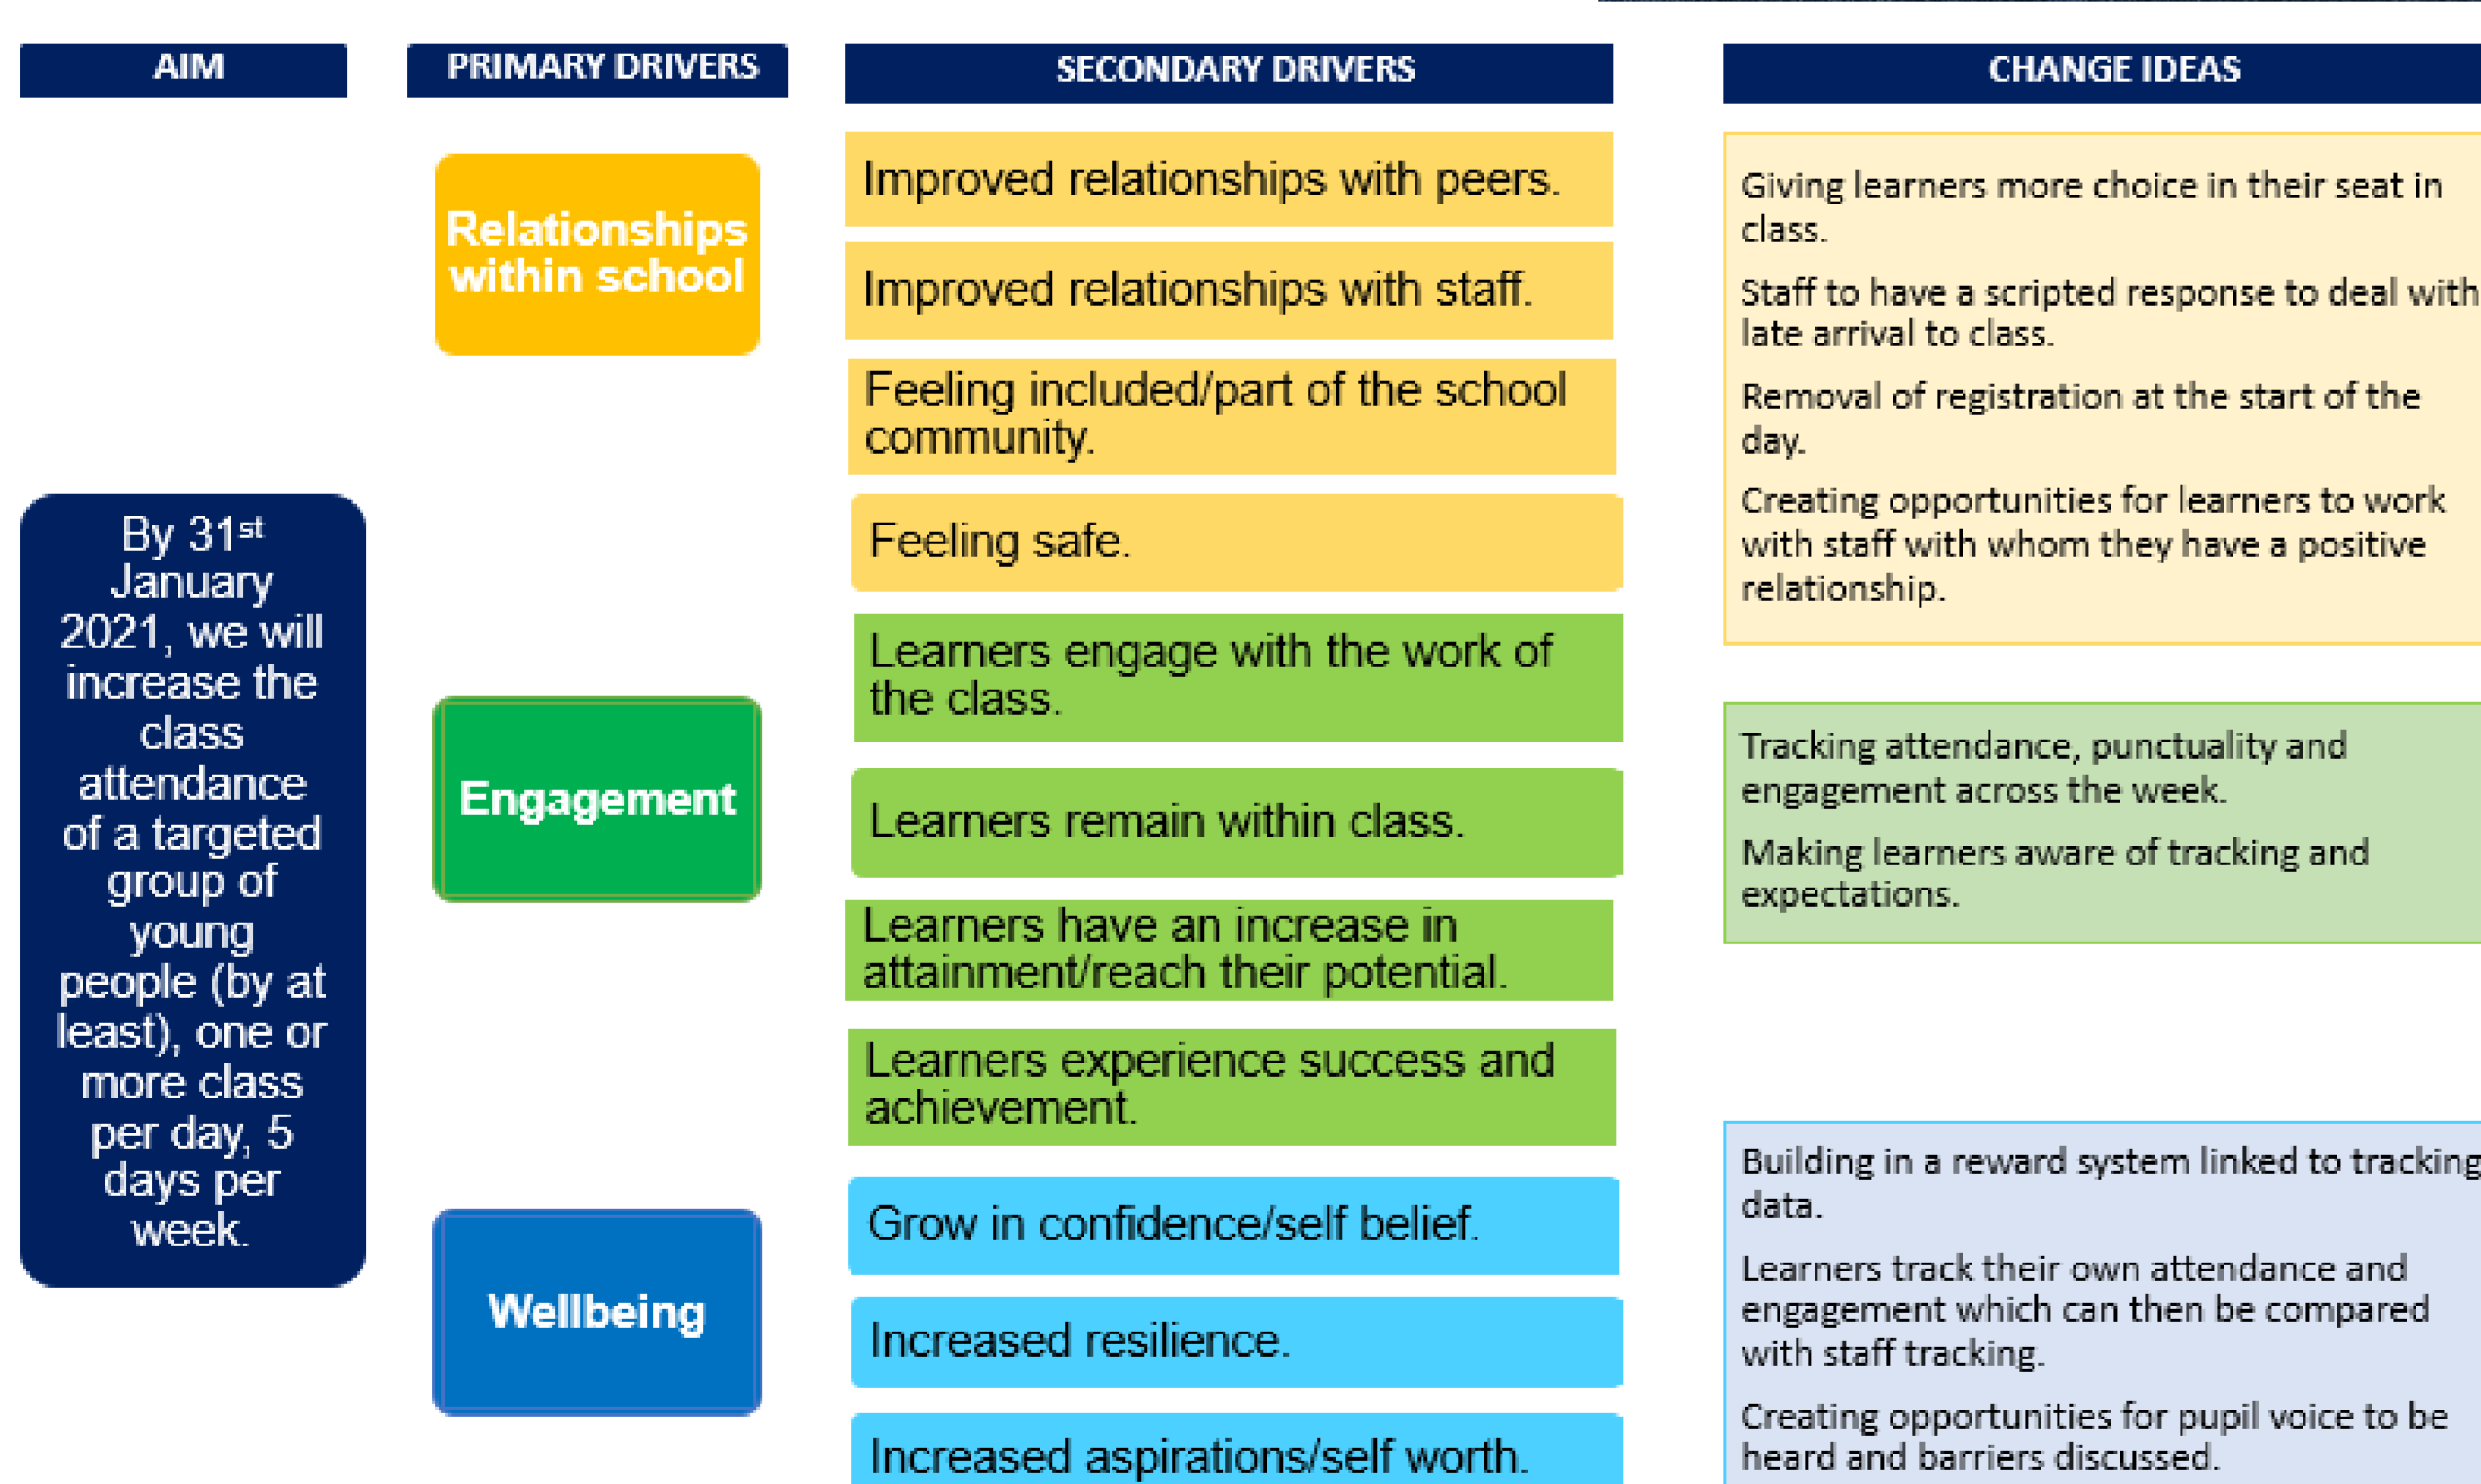 AIM
PRIMARY DRIVERS
SECONDARY DRIVERS
CHANGE IDEAS
By 31st
January
2021, we will
increase the
class
attendance
of a targeted
group of
young
people (by at
least), one or
more class
per day, 5
days per
week.
Relationships
within school
Engagement
Wellbeing
Improved relationships with peers.
Improved relationships with staff.
Feeling included/part of the school
community.
Feeling safe.
Learners engage with the work of
the class.
Learners remain within class.
Learners have an increase in
attainment/reach their potential.
Learners experience success and
achievement.
Grow in confidence/self belief.
Increased resilience.
Increased aspirations/self worth.
Giving learners more choice in their seat in
class.
Staff to have a scripted response to deal with
late arrival to class.
Removal of registration at the start of the
day.
Creating opportunities for learners to work
with staff with whom they have a positive
relationship.
Tracking attendance, punctuality and
engagement across the week.
Making learners aware of tracking and
expectations.
Building in a reward system linked to tracking
data.
Learners track their own attendance and
engagement which can then be compared
with staff tracking.
Creating opportunities for pupil voice to be
heard and barriers discussed.